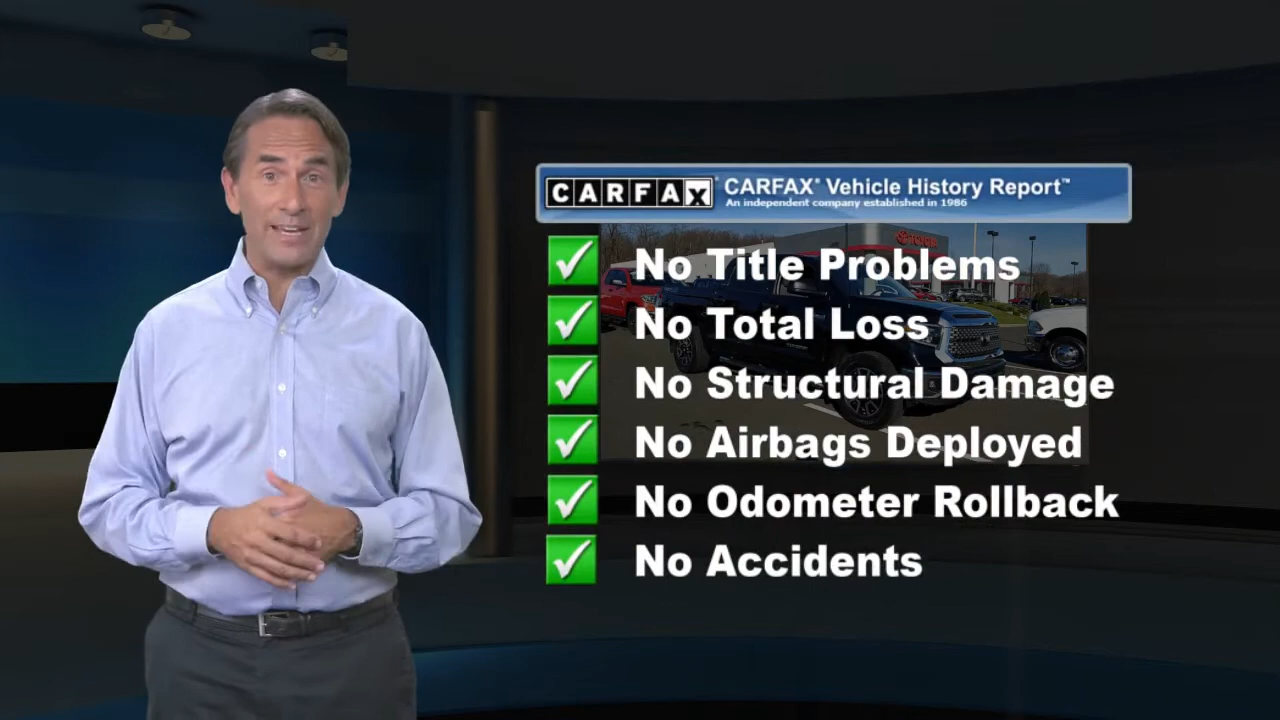 CARFAX
CARFAX® Vehicle History Report™
An independent company established in 1986
TOYOTA
No Title Problems
No Total Loss
No Structural Damage
No Airbags Deployed
No Odometer Rollback
No Accidents